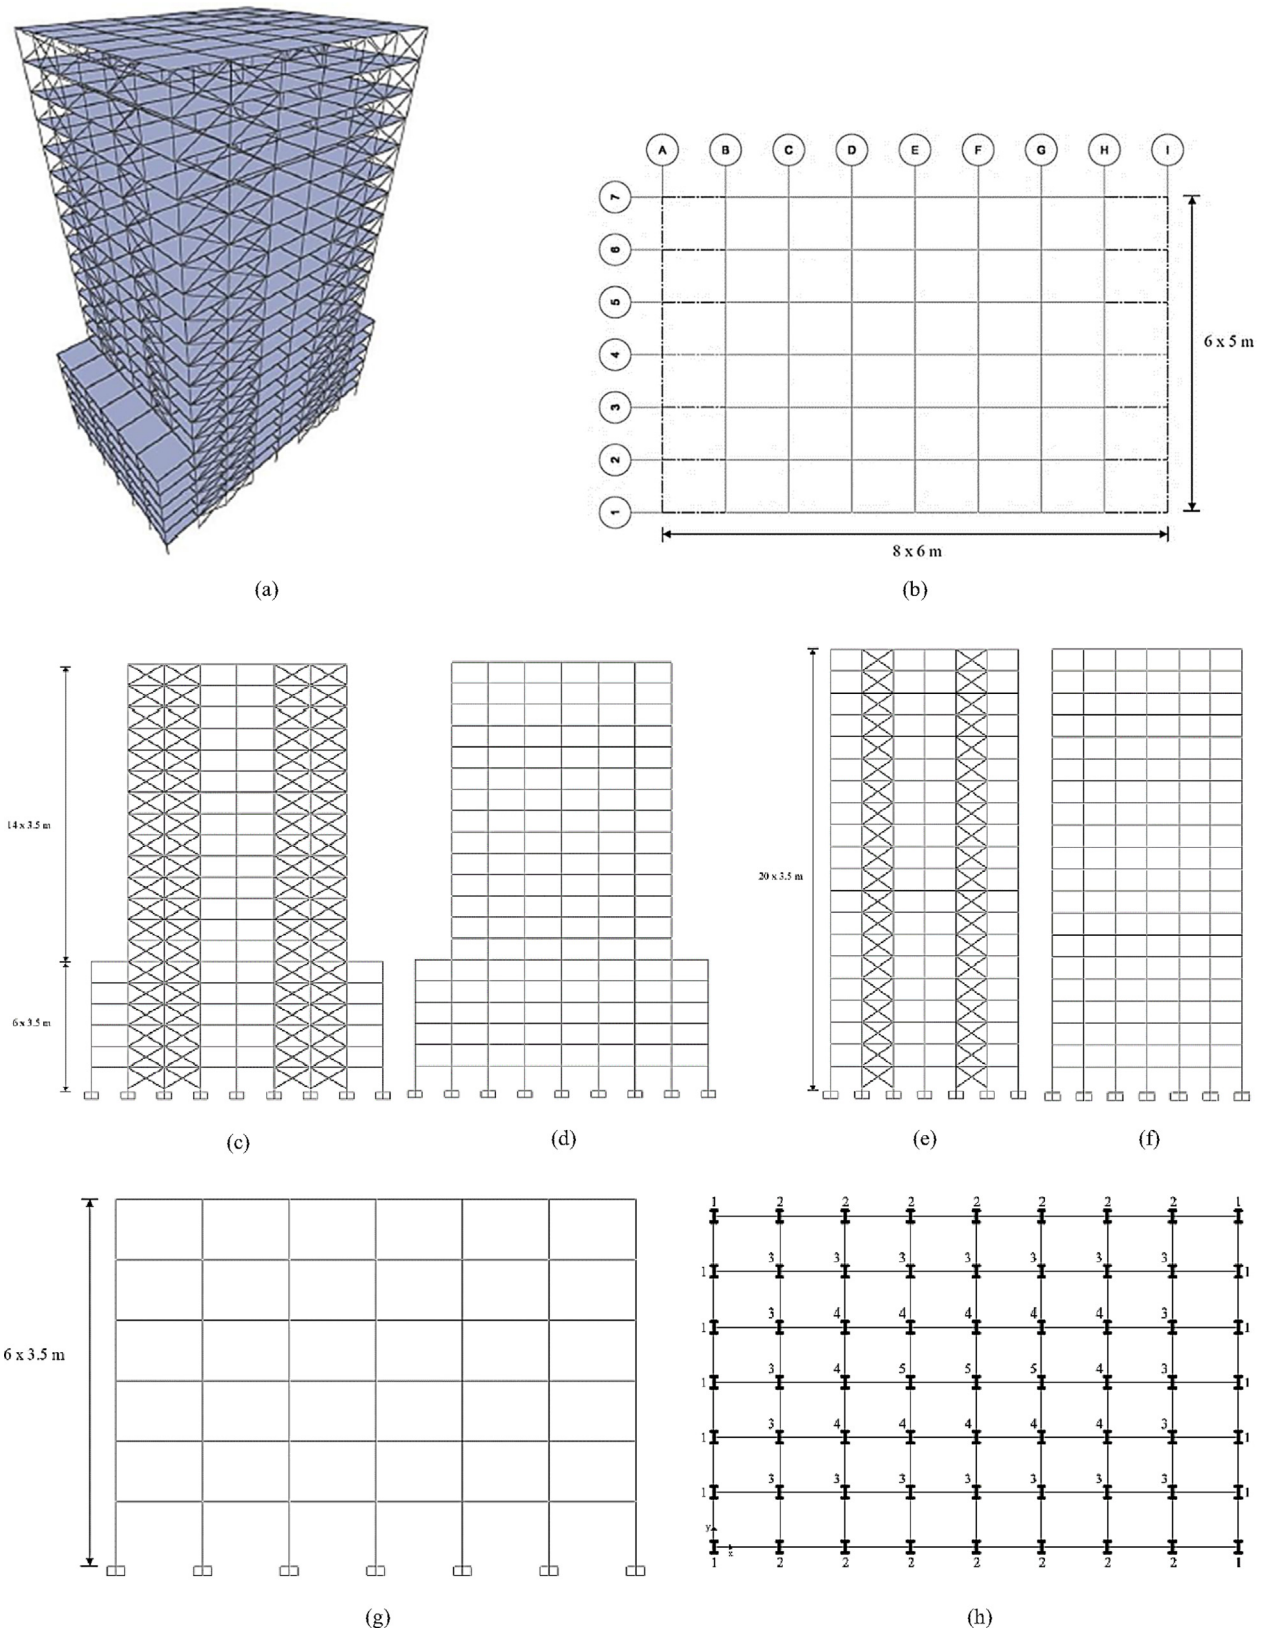 A B C D E F G H I
7
6
5
4
3
2
1
6 x 5 m
8 x 6 m
(a)
(b)
14 x 3.5 m
6 x 3.5 m
20 x 3.5 m
(c)
(d)
(e)
(f)
6 x 3.5 m
(g)
1 2 2 2 2 2 2 2 1
1 3 3 3 3 3 3 3 1
1 3 4 4 4 4 4 3 1
1 3 4 5 5 5 4 3 1
1 3 4 4 4 4 4 3 1
1 3 3 3 3 3 3 3 1
y
x
1 2 2 2 2 2 2 2 1
(h)